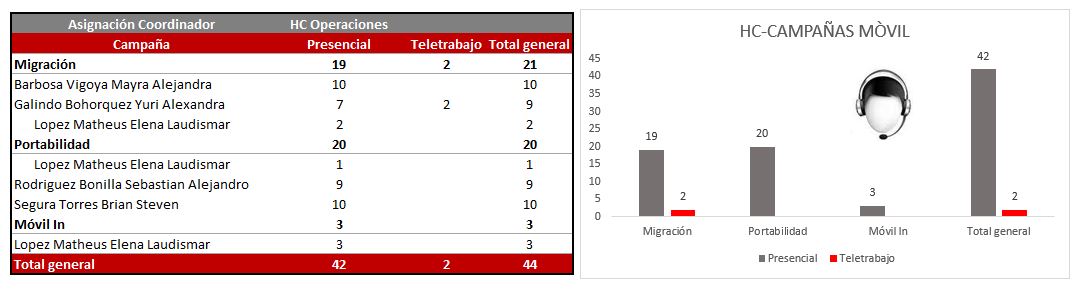 Asignación Coordinador HC Operaciones
Campaña Presencial Teletrabajo Total general
Migración 19 2 21
Barbosa Vigoya Mayra Alejandra 10 10
Galindo Bohorquez Yuri Alexandra 7 2 9
Lopez Matheus Elena Laudismar 2 2
Portabilidad 20 20
Lopez Matheus Elena Laudismar 1 1
Rodriguez Bonilla Sebastian Alejandro 9 9
Segura Torres Brian Steven 10 10
Móvil In 3 3
Lopez Matheus Elena Laudismar 3 3
Total general 42 2 44
HC-CAMPAÑAS MÒVIL
45
40
35
30
25
20
15
10
5
0
19 2 20 3 42 2
Migración Portabilidad Móvil In Total general
Presencial Teletrabajo